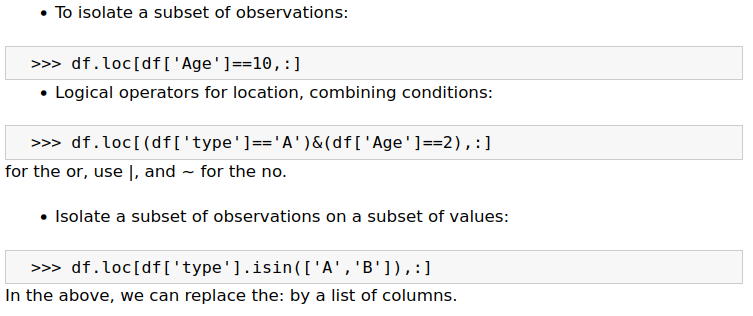 • To isolate a subset of observations:
>>> df.loc[df['Age']==10,:]
• Logical operators for location, combining conditions:
>>> df.loc[(df['type']=='A')&(df['Age']==2),:]
for the or, use |, and ~ for the no.
• Isolate a subset of observations on a subset of values:
>>> df.loc[df['type'].isin(['A','B']),:]
In the above, we can replace the: by a list of columns.